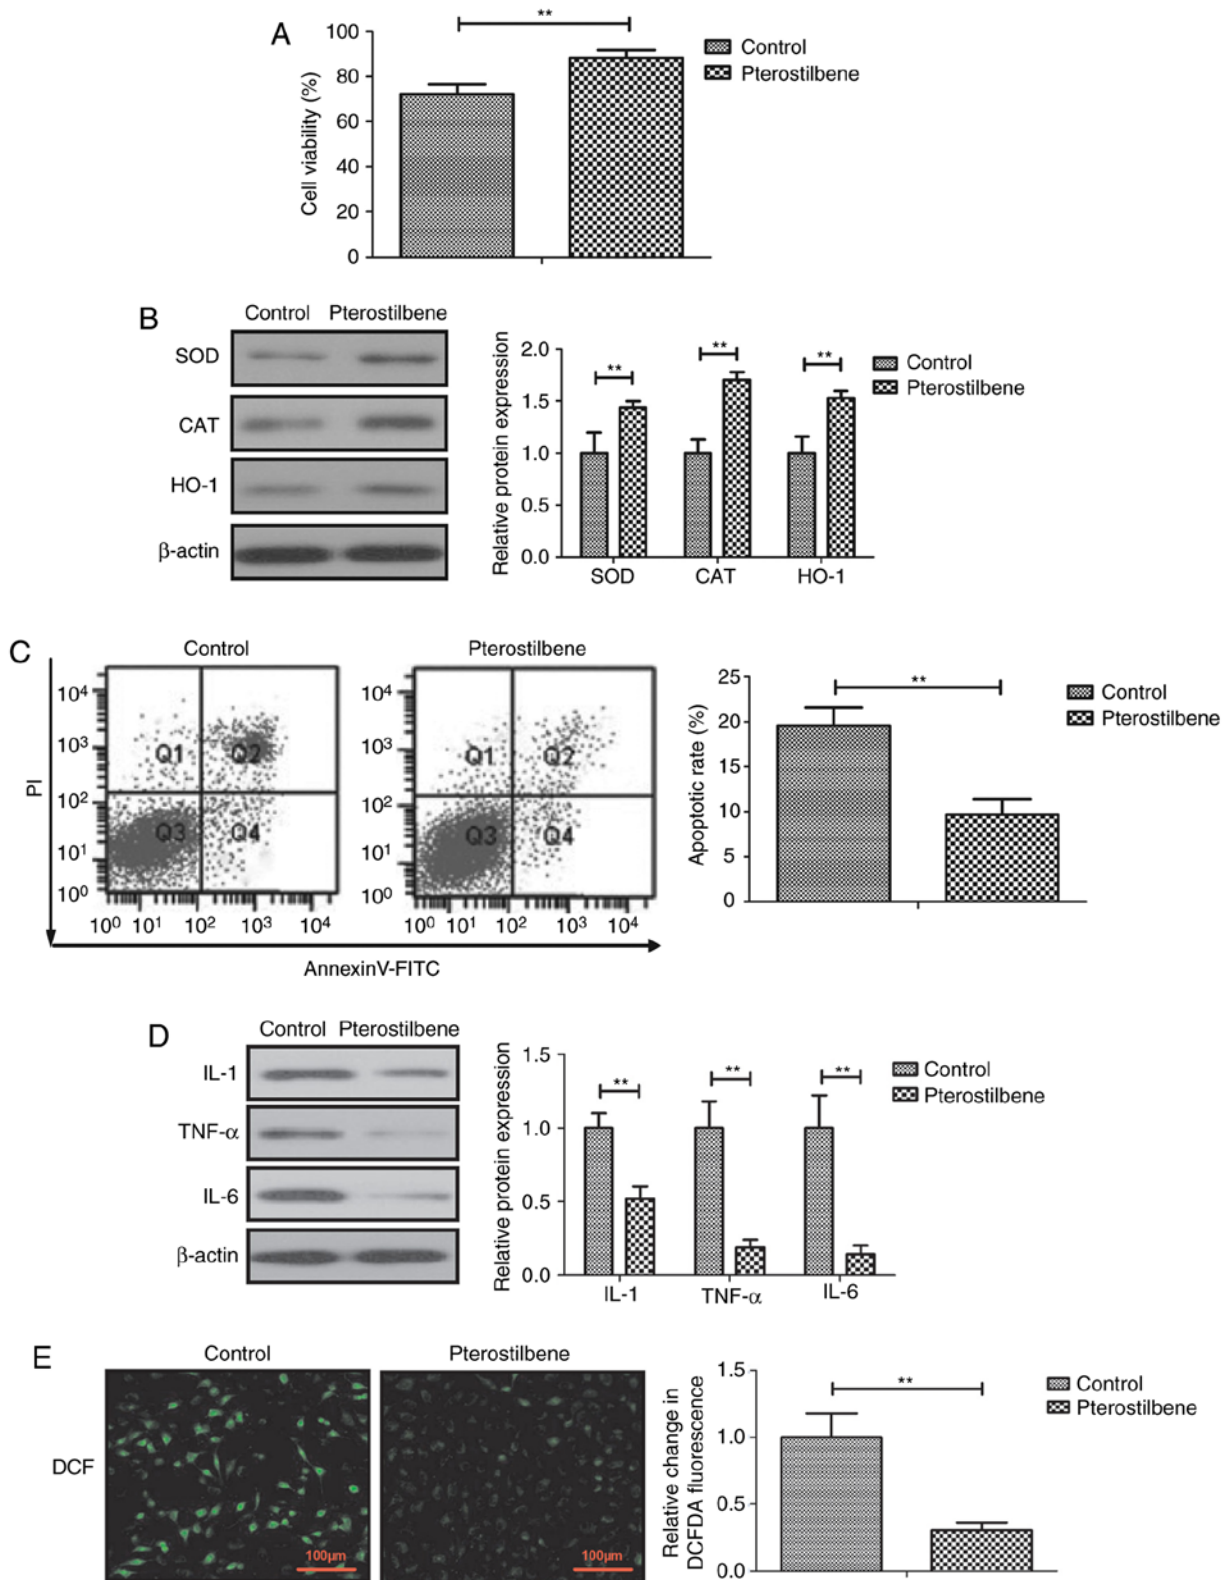 A
**
Control
Pterostilbene
Cell viability (%)
100
80
60
40
20
0
B
Control Pterostilbene
SOD
CAT
HO-1
β-actin
Relative protein expression
2.0
1.5
1.0
0.5
0.0
** ** **
SOD CAT HO-1
Control
Pterostilbene
C
Control
PI
10⁴
10³
10²
10¹
10⁰
Q1 Q2
Q3 Q4
10⁰ 10¹ 10² 10³ 10⁴
Pterostilbene
10⁴
10³
10²
10¹
10⁰
Q1 Q2
Q3 Q4
10⁰ 10¹ 10² 10³ 10⁴
AnnexinV-FITC
Apoptotic rate (%)
25
20
15
10
5
0
**
Control
Pterostilbene
D
Control Pterostilbene
IL-1
TNF-α
IL-6
β-actin
Relative protein expression
1.5
1.0
0.5
0.0
** ** **
IL-1 TNF-α IL-6
Control
Pterostilbene
E
Control Pterostilbene
DCF
100µm 100µm
Relative change in
DCFDA fluorescence
1.5
1.0
0.5
0.0
**
Control
Pterostilbene